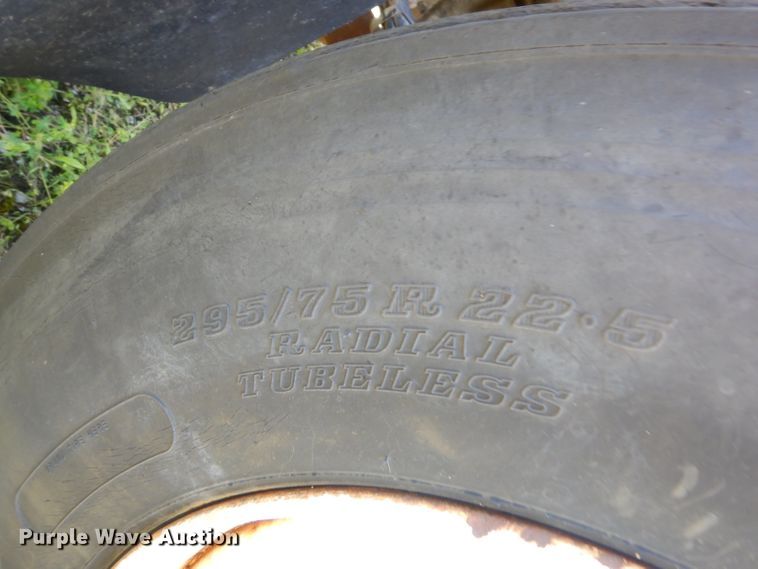 295/75 R 22.5
RADIAL
TUBELESS
Purple Wave Auction